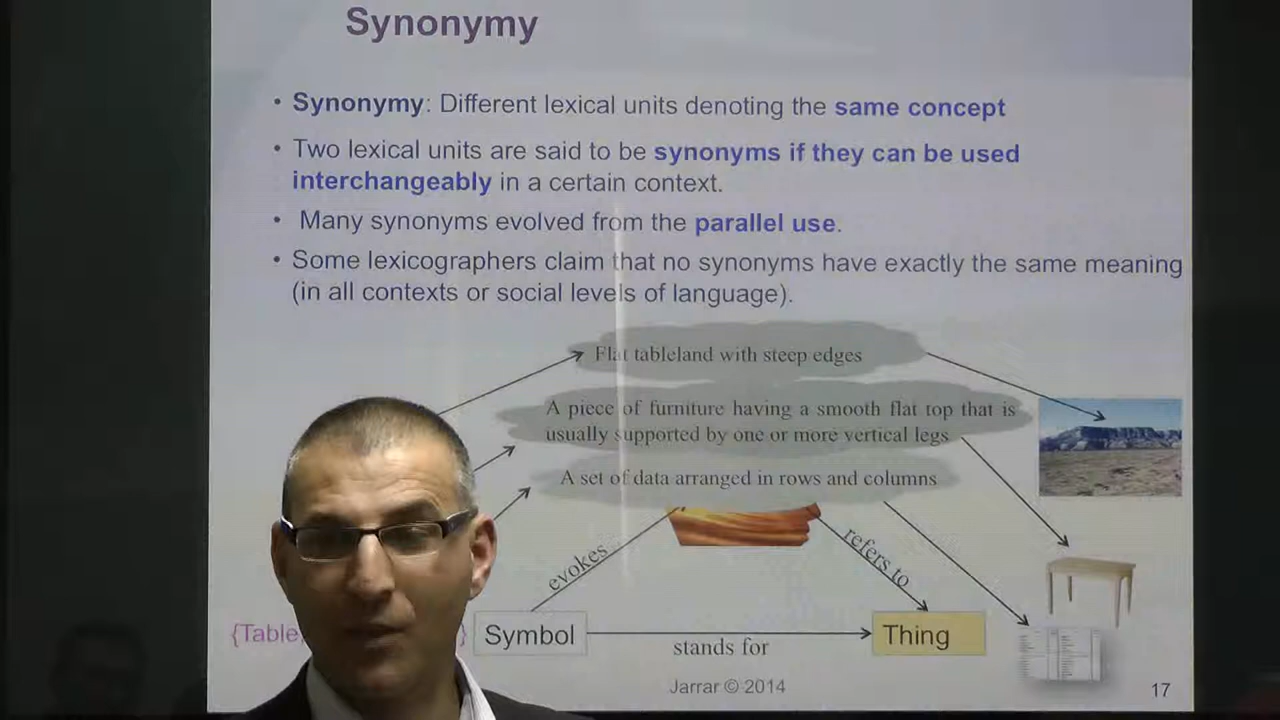 Synonymy
• Synonymy: Different lexical units denoting the same concept
• Two lexical units are said to be synonyms if they can be used
interchangeably in a certain context.
• Many synonyms evolved from the parallel use.
• Some lexicographers claim that no synonyms have exactly the same meaning
(in all contexts or social levels of language).
Flat tableland with steep edges
A piece of furniture having a smooth flat top that is
usually supported by one or more vertical legs
A set of data arranged in rows and columns
evokes
refers to
{Table
}
Symbol
stands for
Thing
Jarrar © 2014
17